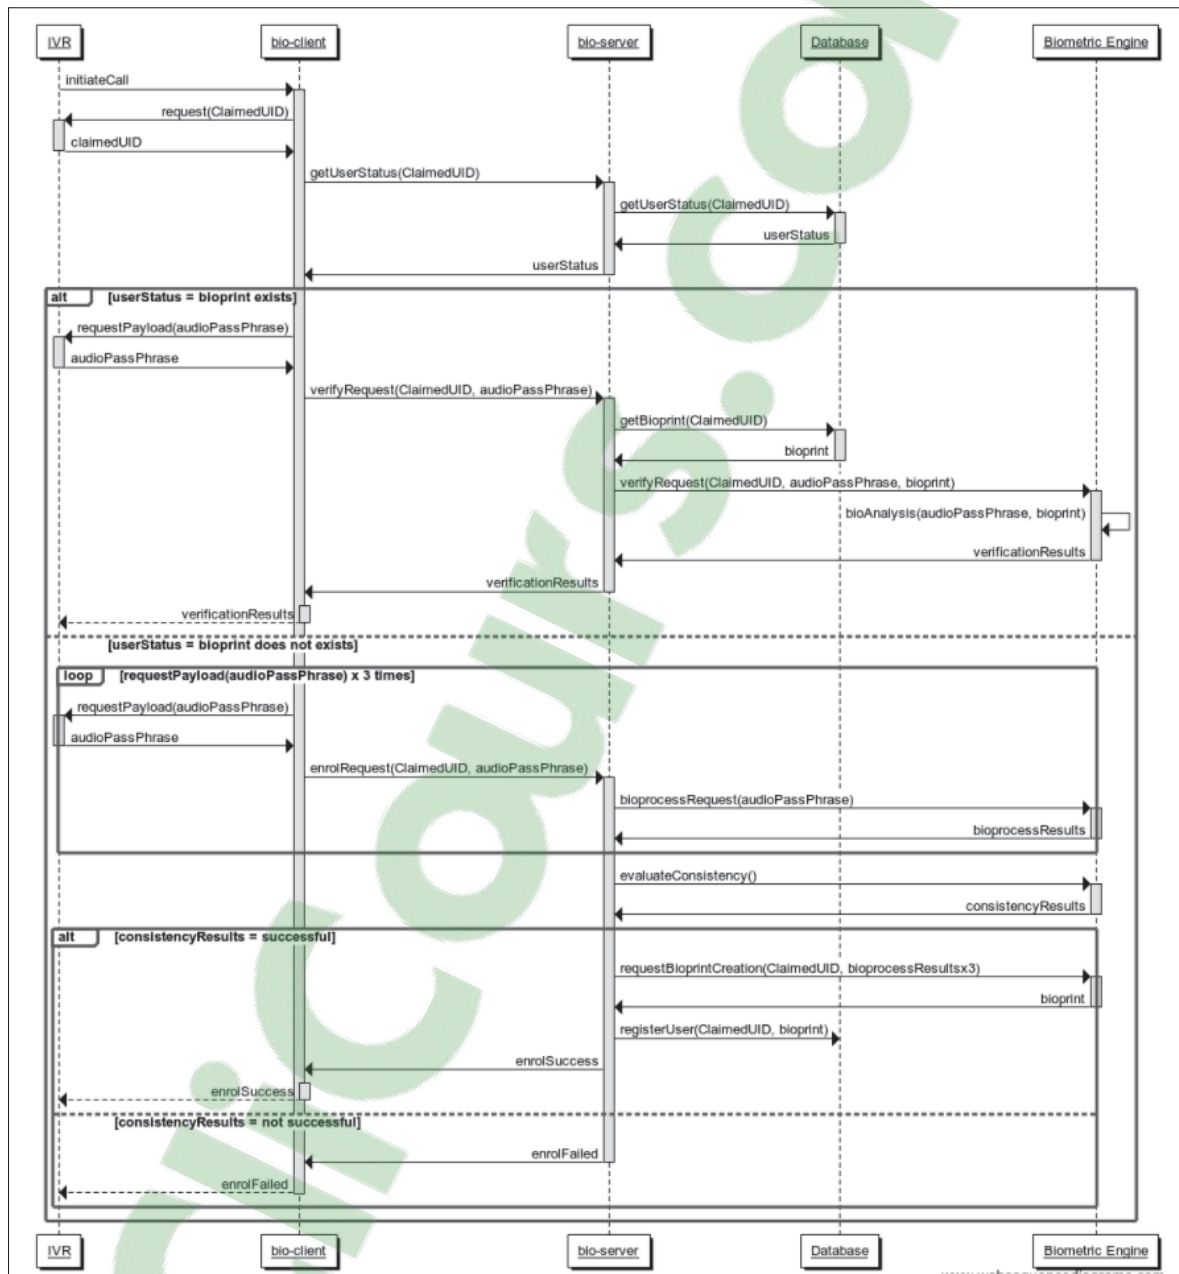 IVR bio-client bio-server Database Biometric Engine
initiateCall
request(ClaimedUID)
claimedUID
getUserStatus(ClaimedUID)
getUserStatus(ClaimedUID)
userStatus
userStatus
alt [userStatus = bioprint exists]
requestPayload(audioPassPhrase)
audioPassPhrase
verifyRequest(ClaimedUID, audioPassPhrase)
getBioprint(ClaimedUID)
bioprint
verifyRequest(ClaimedUID, audioPassPhrase, bioprint)
bioAnalysis(audioPassPhrase, bioprint)
verificationResults
verificationResults
verificationResults
[userStatus = bioprint does not exists]
loop [requestPayload(audioPassPhrase) x 3 times]
requestPayload(audioPassPhrase)
audioPassPhrase
enrolRequest(ClaimedUID, audioPassPhrase)
bioprocessRequest(audioPassPhrase)
bioprocessResults
evaluateConsistency()
consistencyResults
alt [consistencyResults = successful]
requestBioprintCreation(ClaimedUID, bioprocessResultsx3)
bioprint
registerUser(ClaimedUID, bioprint)
enrolSuccess
enrolSuccess
[consistencyResults = not successful]
enrolFailed
enrolFailed
IVR bio-client bio-server Database Biometric Engine